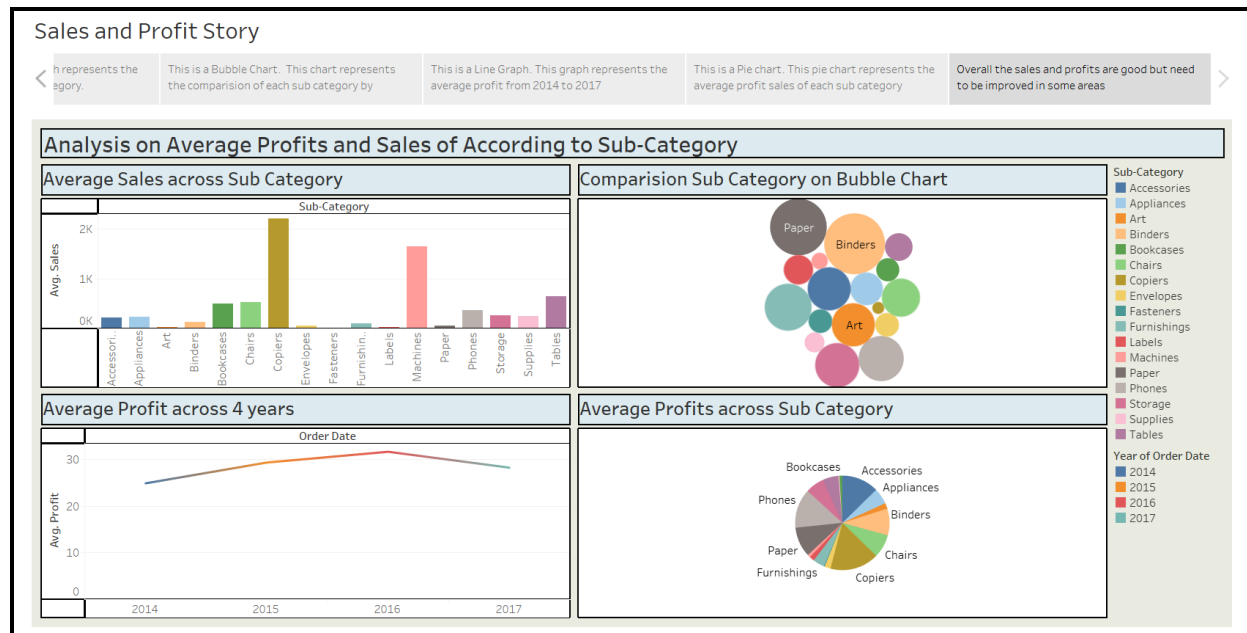 Sales and Profit Story
h represents the
egory.
This is a Bubble Chart. This chart represents
the comparision of each sub category by
This is a Line Graph. This graph represents the
average profit from 2014 to 2017
This is a Pie chart. This pie chart represents the
average profit sales of each sub category
Overall the sales and profits are good but need
to be improved in some areas
Analysis on Average Profits and Sales of According to Sub-Category
Average Sales across Sub Category
Sub-Category
Avg. Sales
2K
1K
0K
Accessori..
Appliances
Art
Binders
Bookcases
Chairs
Copiers
Envelopes
Fasteners
Furnishin..
Labels
Machines
Paper
Phones
Storage
Supplies
Tables
Comparision Sub Category on Bubble Chart
Paper
Binders
Art
Sub-Category
Accessories
Appliances
Art
Binders
Bookcases
Chairs
Copiers
Envelopes
Fasteners
Furnishings
Labels
Machines
Paper
Phones
Storage
Supplies
Tables
Year of Order Date
2014
2015
2016
2017
Average Profit across 4 years
Order Date
Avg. Profit
30
20
10
0
2014
2015
2016
2017
Average Profits across Sub Category
Bookcases
Accessories
Appliances
Phones
Binders
Paper
Chairs
Furnishings
Copiers